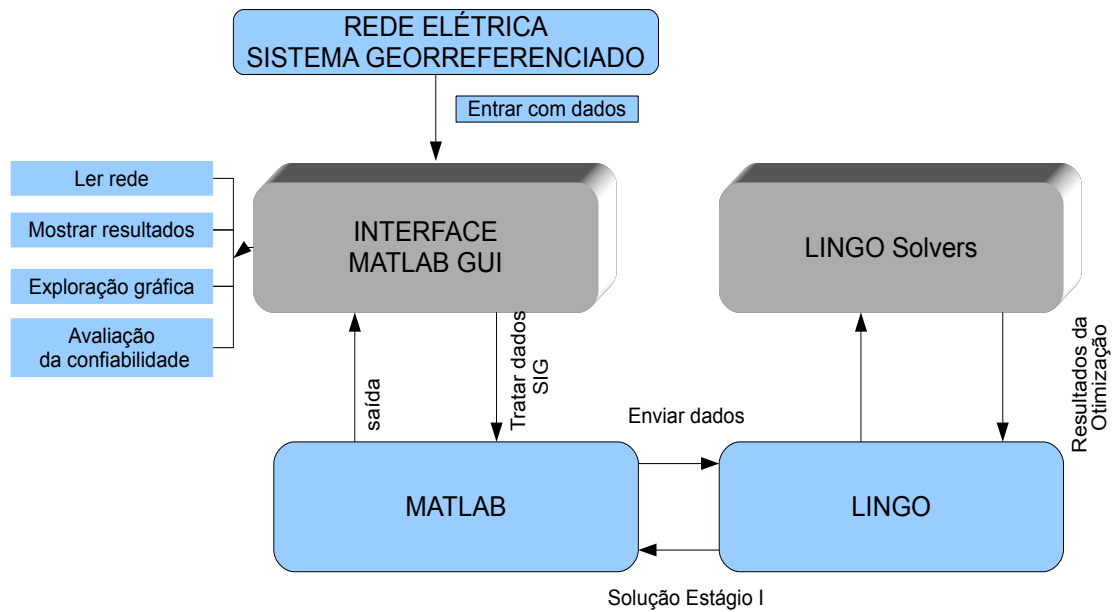 REDE ELÉTRICA
SISTEMA GEORREFERENCIADO
Entrar com dados
Ler rede
Mostrar resultados
Exploração gráfica
Avaliação
da confiabilidade
INTERFACE
MATLAB GUI
LINGO Solvers
saída
Tratar dados
SIG
Enviar dados
Resultados da
Otimização
MATLAB
LINGO
Solução Estágio I